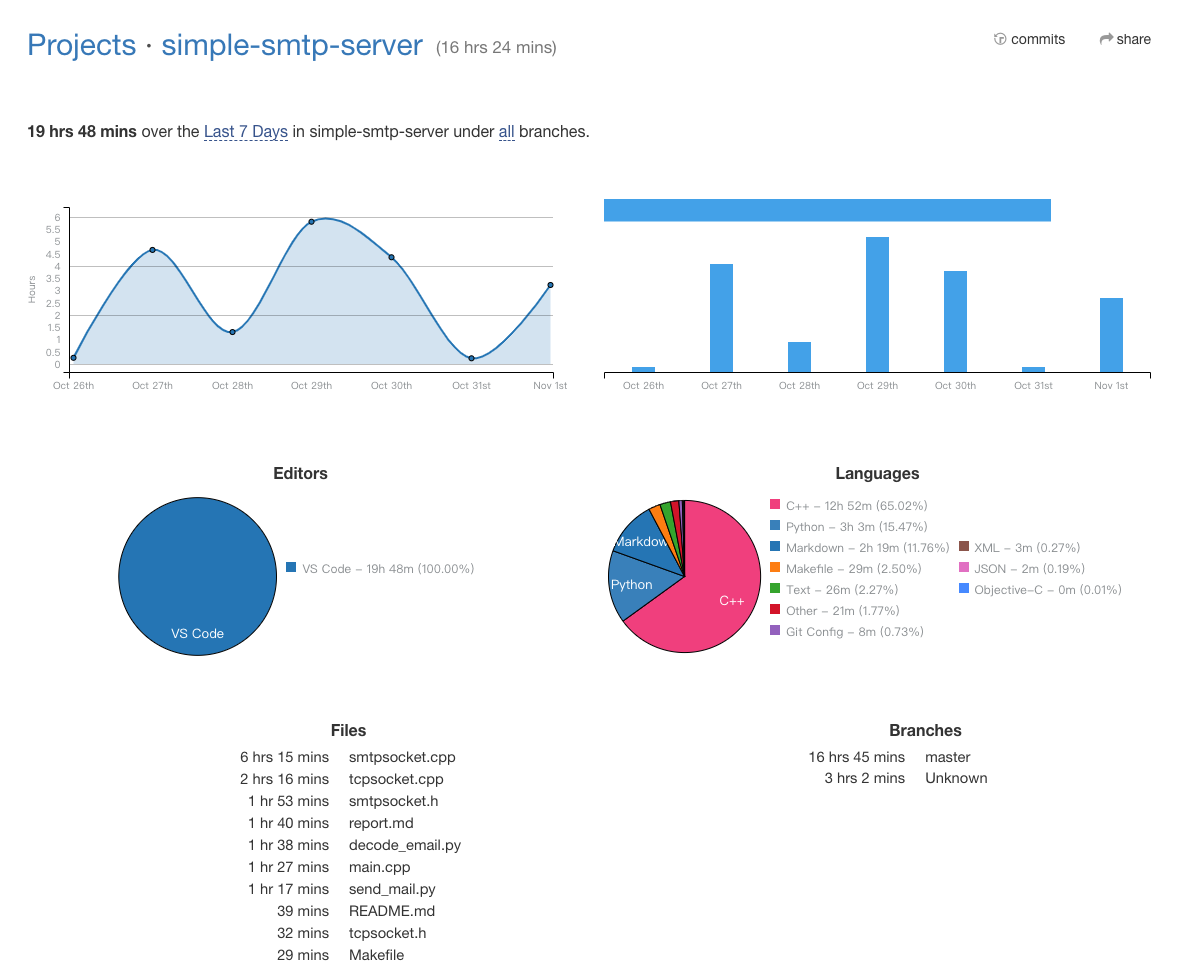 Projects · simple-smtp-server (16 hrs 24 mins)
commits share
19 hrs 48 mins over the Last 7 Days in simple-smtp-server under all branches.
Hours
6
5.5
5
4.5
4
3.5
3
2.5
2
1.5
1
0.5
0
Oct 26th Oct 27th Oct 28th Oct 29th Oct 30th Oct 31st Nov 1st
Oct 26th Oct 27th Oct 28th Oct 29th Oct 30th Oct 31st Nov 1st
Editors
VS Code
VS Code – 19h 48m (100.00%)
Languages
Markdow
Python
C++
C++ – 12h 52m (65.02%)
Python – 3h 3m (15.47%)
Markdown – 2h 19m (11.76%)
Makefile – 29m (2.50%)
Text – 26m (2.27%)
Other – 21m (1.77%)
Git Config – 8m (0.73%)
XML – 3m (0.27%)
JSON – 2m (0.19%)
Objective-C – 0m (0.01%)
Files
6 hrs 15 mins smtpsocket.cpp
2 hrs 16 mins tcpsocket.cpp
1 hr 53 mins smtpsocket.h
1 hr 40 mins report.md
1 hr 38 mins decode_email.py
1 hr 27 mins main.cpp
1 hr 17 mins send_mail.py
39 mins README.md
32 mins tcpsocket.h
29 mins Makefile
Branches
16 hrs 45 mins master
3 hrs 2 mins Unknown